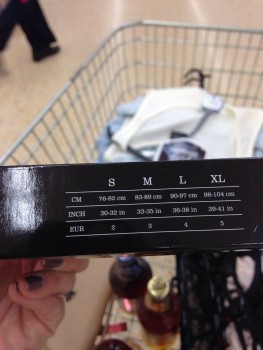 S M L XL
CM 76-82 cm 83-89 cm 90-97 cm 98-104 cm
INCH 30-32 in 33-35 in 36-38 in 39-41 in
EUR 2 3 4 5